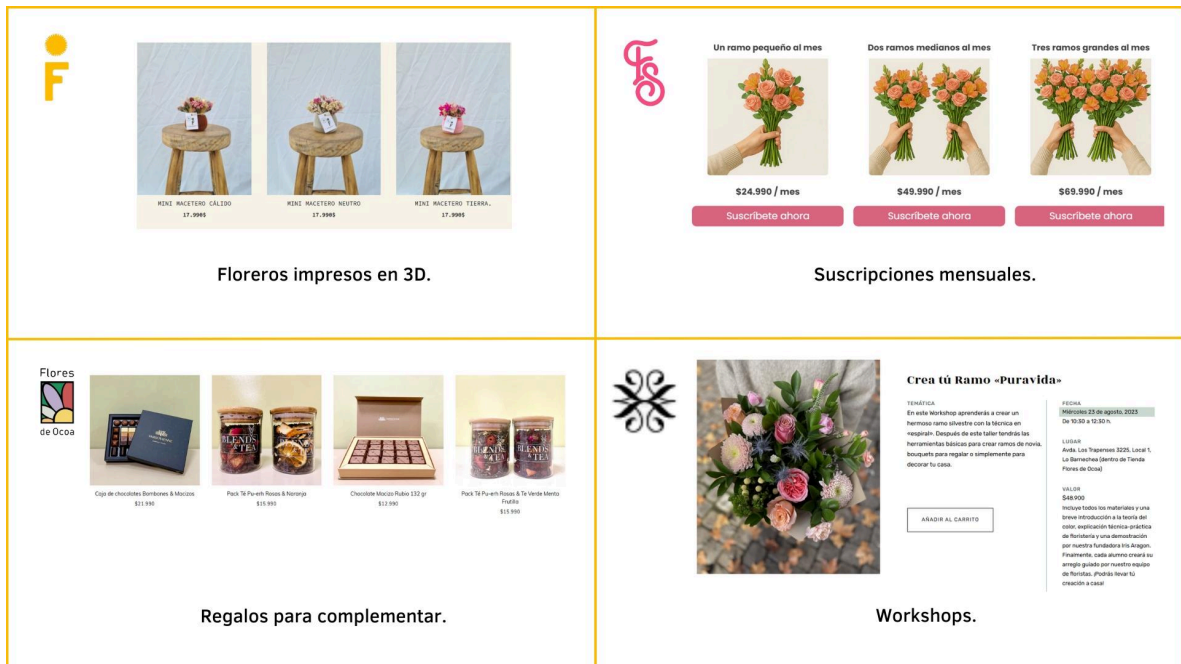 F
MINI MACETERO CÁLIDO
17.990$
MINI MACETERO NEUTRO
17.990$
MINI MACETERO TIERRA.
17.990$
Floreros impresos en 3D.
FS
Un ramo pequeño al mes
$24.990 / mes
Suscríbete ahora
Dos ramos medianos al mes
$49.990 / mes
Suscríbete ahora
Tres ramos grandes al mes
$69.990 / mes
Suscríbete ahora
Suscripciones mensuales.
Flores
de Ocoa
Caja de chocolates Bombones & Macizos
$21.990
BLENDS
& TEA
Pack Té Pu-erh Rosas & Naranja
$15.990
Chocolate Macizo Rubio 132 gr
$12.990
BLENDS
& TEA
Pack Té Pu-erh Rosas & Te Verde Menta
Frutilla
$15.990
Regalos para complementar.
Crea tú Ramo «Puravida»
TEMÁTICA
En este Workshop aprenderás a crear un
hermoso ramo silvestre con la técnica en
«espiral». Después de este taller tendrás las
herramientas básicas para crear ramos de novia,
bouquets para regalar o simplemente para
decorar tu casa.
AÑADIR AL CARRITO
FECHA
Miércoles 23 de agosto, 2023
De 10:30 a 12:30 h.
LUGAR
Avda. Los Trapenses 3225, Local 1,
Lo Barnechea (dentro de Tienda
Flores de Ocoa)
VALOR
$48.900
Incluye todos los materiales y una
breve introducción a la teoría del
color, explicación técnica-práctica
de floristería y una demostración
por nuestra fundadora Iris Aragon.
Finalmente, cada alumno creará su
arreglo guiado por nuestro equipo
de floristas. ¡Podrás llevar tú
creación a casa!
Workshops.